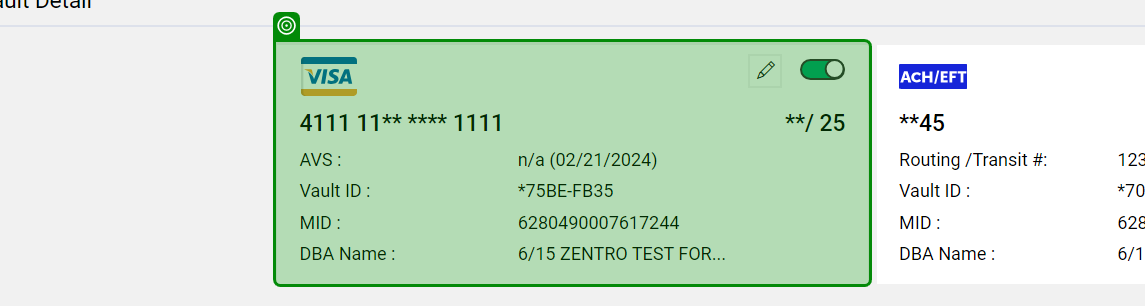 ult Detail
VISA
4111 11** **** 1111 **/ 25
AVS : n/a (02/21/2024)
Vault ID : *75BE-FB35
MID : 6280490007617244
DBA Name : 6/15 ZENTRO TEST FOR...
ACH/EFT
**45
Routing /Transit #: 123
Vault ID : *70
MID : 628
DBA Name : 6/1